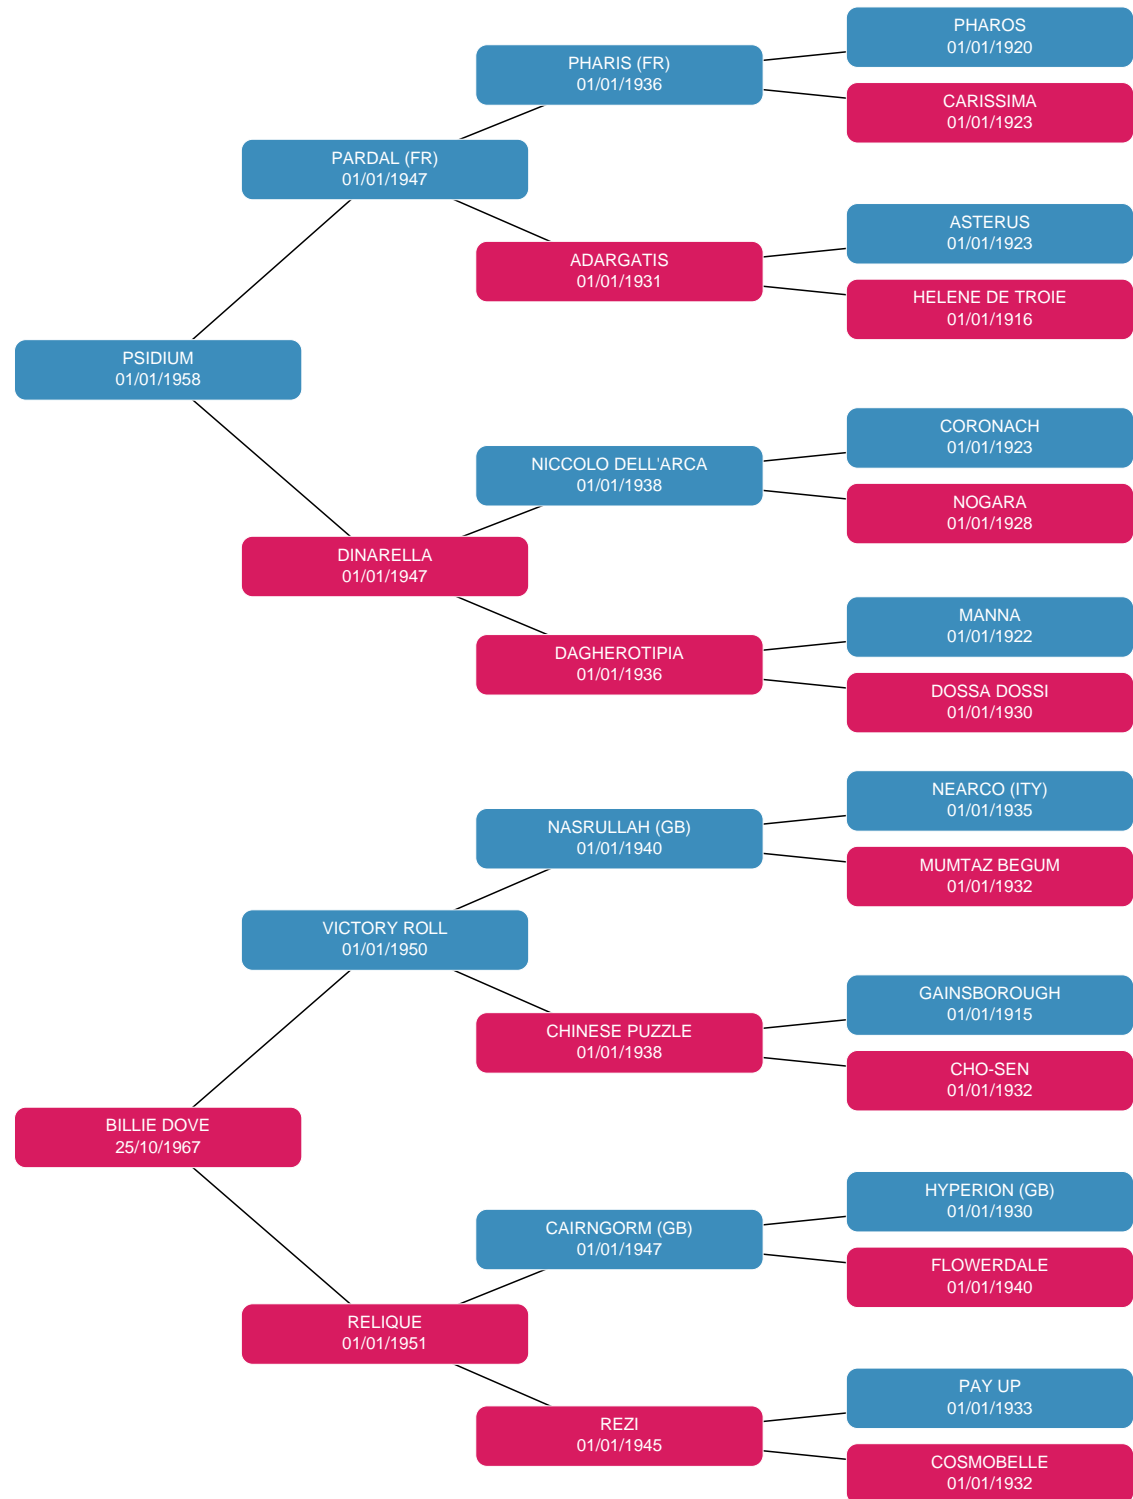 PHAROS
01/01/1920
PHARIS (FR)
01/01/1936
CARISSIMA
01/01/1923
PARDAL (FR)
01/01/1947
ASTERUS
01/01/1923
ADARGATIS
01/01/1931
HELENE DE TROIE
01/01/1916
PSIDIUM
01/01/1958
CORONACH
01/01/1923
NICCOLO DELL'ARCA
01/01/1938
NOGARA
01/01/1928
DINARELLA
01/01/1947
MANNA
01/01/1922
DAGHEROTIPIA
01/01/1936
DOSSA DOSSI
01/01/1930
NEARCO (ITY)
01/01/1935
NASRULLAH (GB)
01/01/1940
MUMTAZ BEGUM
01/01/1932
VICTORY ROLL
01/01/1950
GAINSBOROUGH
01/01/1915
CHINESE PUZZLE
01/01/1938
CHO-SEN
01/01/1932
BILLIE DOVE
25/10/1967
HYPERION (GB)
01/01/1930
CAIRNGORM (GB)
01/01/1947
FLOWERDALE
01/01/1940
RELIQUE
01/01/1951
PAY UP
01/01/1933
REZI
01/01/1945
COSMOBELLE
01/01/1932